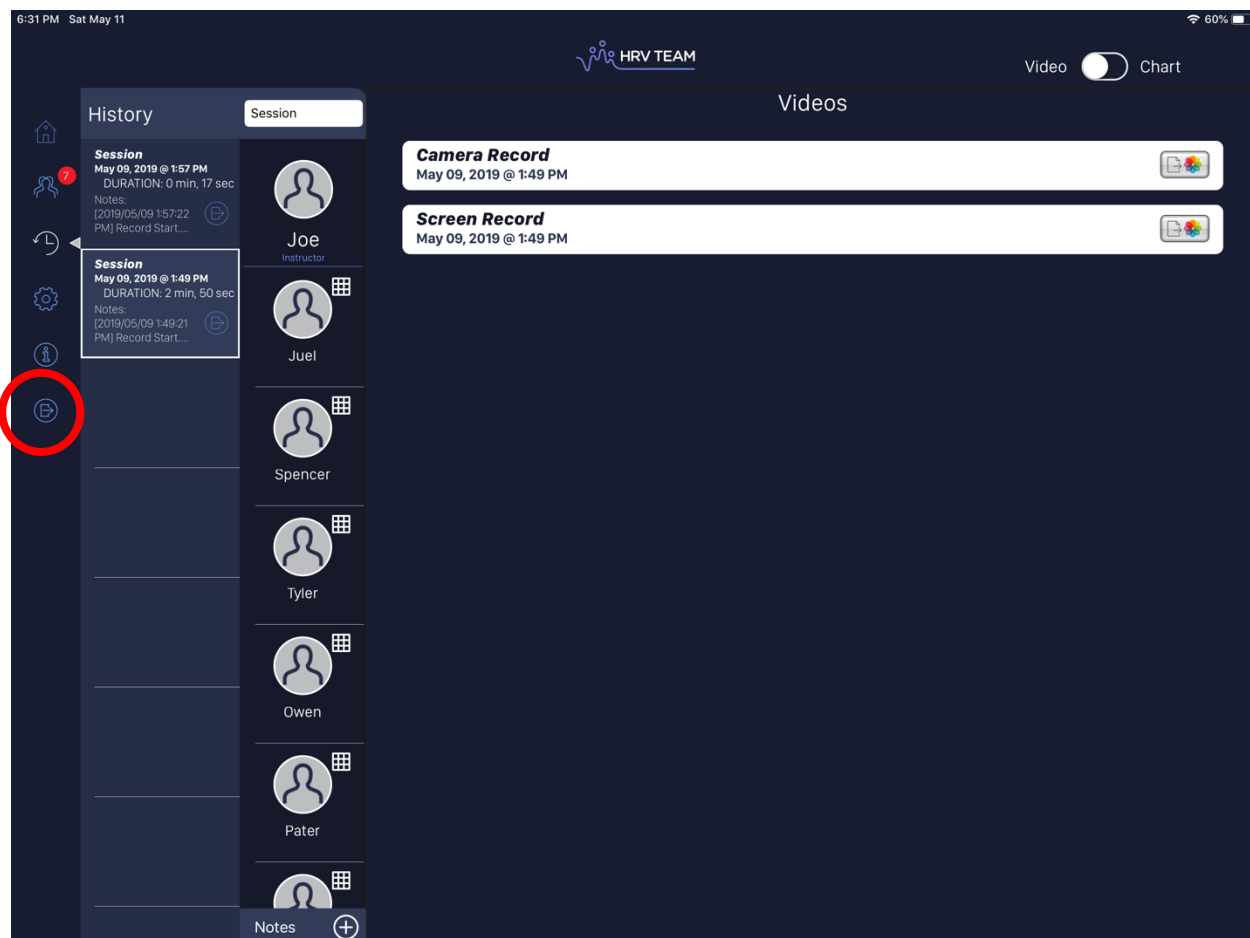 6:31 PM Sat May 11
60%
HRV TEAM
Video Chart
History
Session
Videos
7
Session
May 09, 2019 @ 1:57 PM
DURATION: 0 min, 17 sec
Notes:
[2019/05/09 1:57:22
PM] Record Start....
Session
May 09, 2019 @ 1:49 PM
DURATION: 2 min, 50 sec
Notes:
[2019/05/09 1:49:21
PM] Record Start....
Joe
Instructor
Juel
Spencer
Tyler
Owen
Pater
Notes
Camera Record
May 09, 2019 @ 1:49 PM
Screen Record
May 09, 2019 @ 1:49 PM